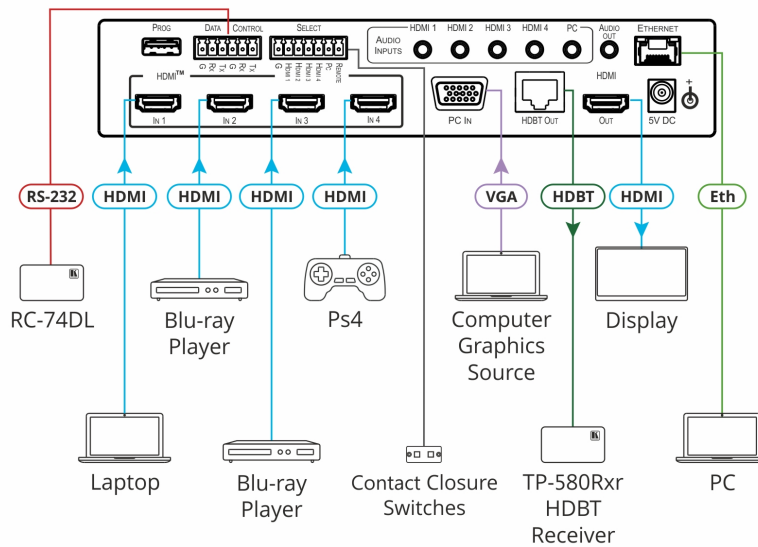 PROG
DATA CONTROL
SELECT
AUDIO
INPUTS
HDMI 1
HDMI 2
HDMI 3
HDMI 4
PC
AUDIO
OUT
ETHERNET
G
Rx
Tx
G
Rx
Tx
G
HDMI 1
HDMI 2
HDMI 3
HDMI 4
PC
REMOTE
HDMI™
HDMI
+
IN 1
IN 2
IN 3
IN 4
PC IN
HDBT OUT
OUT
5V DC
RS-232
HDMI
HDMI
HDMI
HDMI
VGA
HDBT
HDMI
Eth
RC-74DL
Blu-ray
Player
Ps4
Computer
Graphics
Source
Display
Laptop
Blu-ray
Player
Contact Closure
Switches
TP-580Rxr
HDBT
Receiver
PC